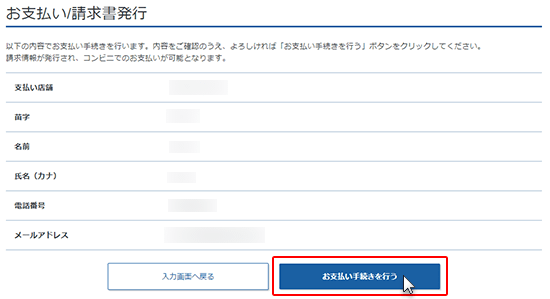 お支払い/請求書発行
以下の内容でお支払い手続きを行います。内容をご確認のうえ、よろしければ「お支払い手続きを行う」ボタンをクリックしてください。
請求情報が発行され、コンビニでのお支払いが可能となります。
支払い店舗
苗字
名前
氏名（カナ）
電話番号
メールアドレス
入力画面へ戻る
お支払い手続きを行う